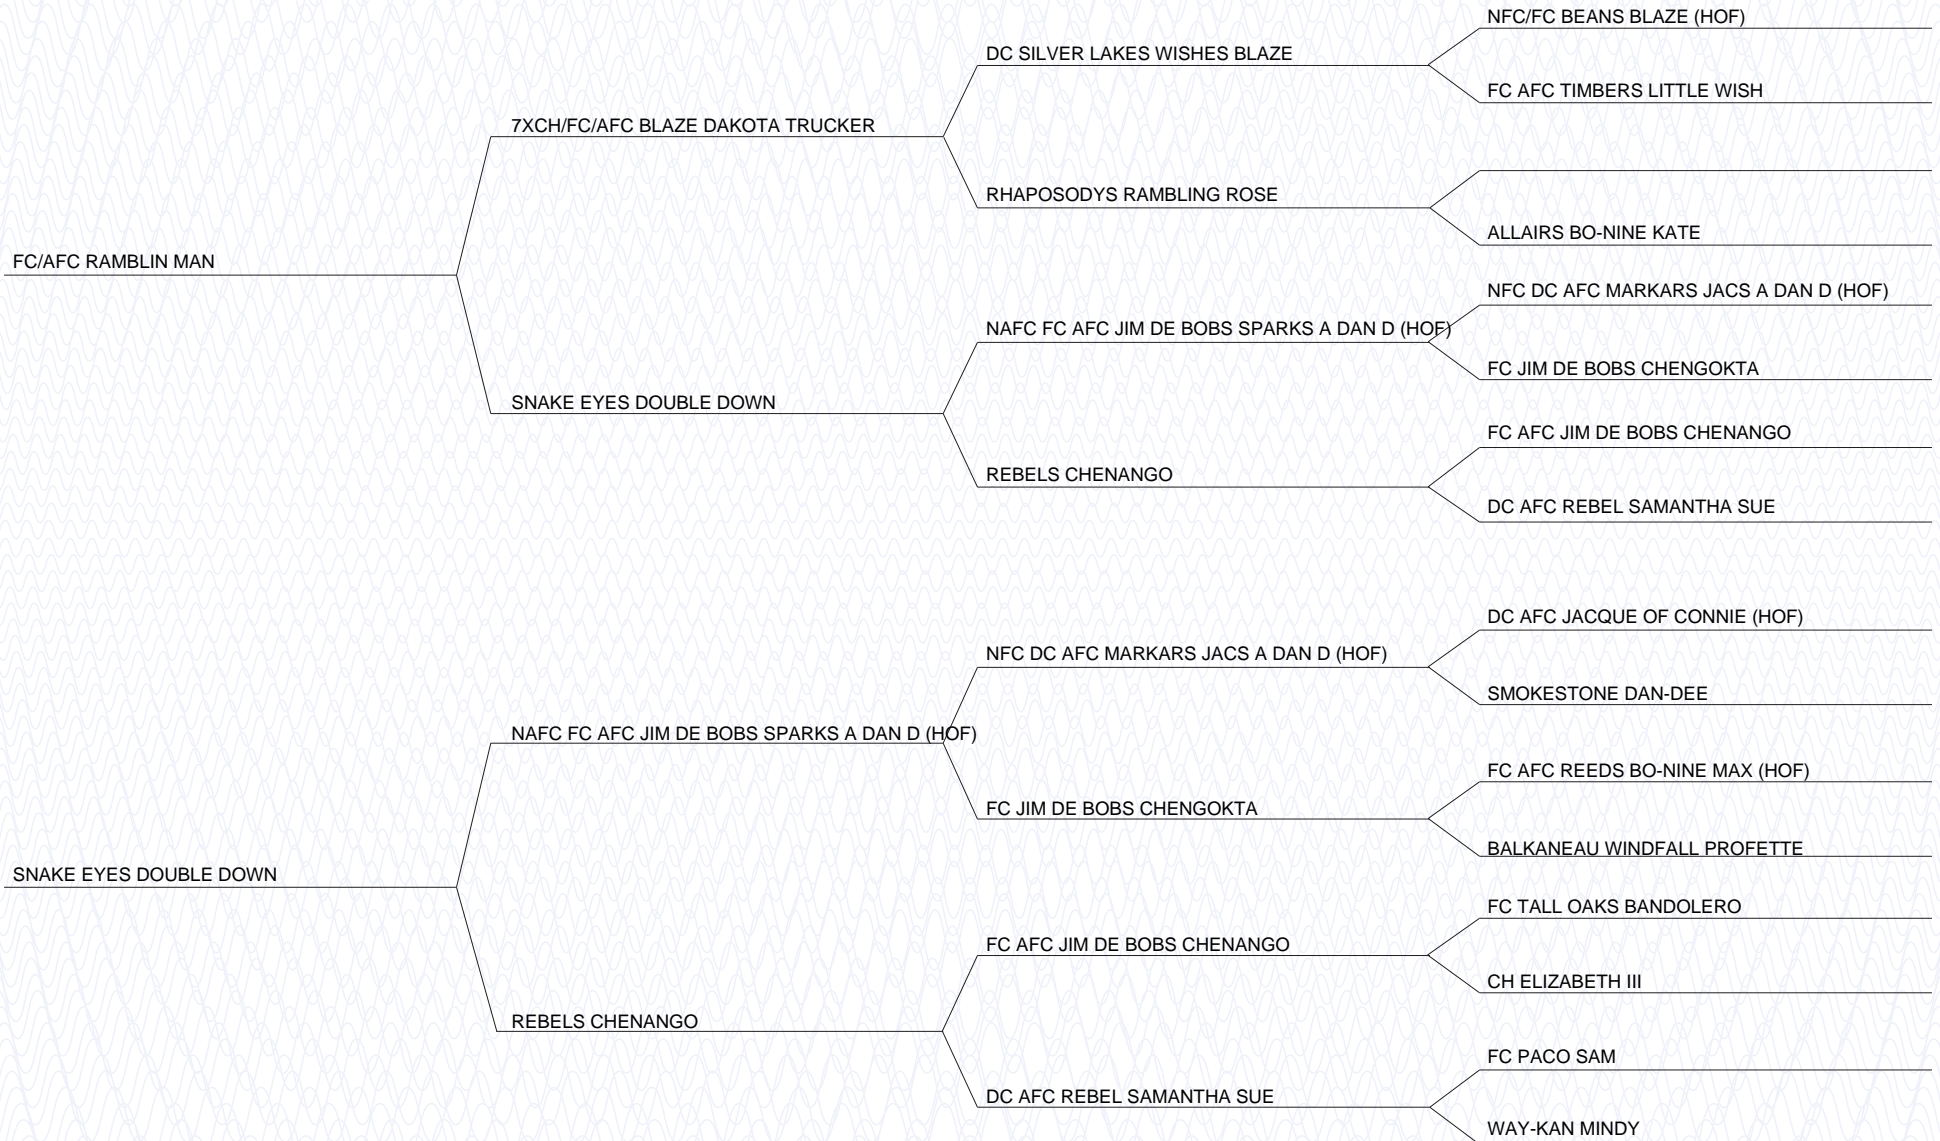 NFC/FC BEANS BLAZE (HOF)
DC SILVER LAKES WISHES BLAZE
FC AFC TIMBERS LITTLE WISH
7XCH/FC/AFC BLAZE DAKOTA TRUCKER
RHAPOSODYS RAMBLING ROSE
ALLAIRS BO-NINE KATE
FC/AFC RAMBLIN MAN
NFC DC AFC MARKARS JACS A DAN D (HOF)
NAFC FC AFC JIM DE BOBS SPARKS A DAN D (HOF)
FC JIM DE BOBS CHENGOKTA
SNAKE EYES DOUBLE DOWN
FC AFC JIM DE BOBS CHENANGO
REBELS CHENANGO
DC AFC REBEL SAMANTHA SUE
DC AFC JACQUE OF CONNIE (HOF)
NFC DC AFC MARKARS JACS A DAN D (HOF)
SMOKESTONE DAN-DEE
NAFC FC AFC JIM DE BOBS SPARKS A DAN D (HOF)
FC AFC REEDS BO-NINE MAX (HOF)
FC JIM DE BOBS CHENGOKTA
BALKANEAU WINDFALL PROFETTE
SNAKE EYES DOUBLE DOWN
FC TALL OAKS BANDOLERO
FC AFC JIM DE BOBS CHENANGO
CH ELIZABETH III
REBELS CHENANGO
FC PACO SAM
DC AFC REBEL SAMANTHA SUE
WAY-KAN MINDY